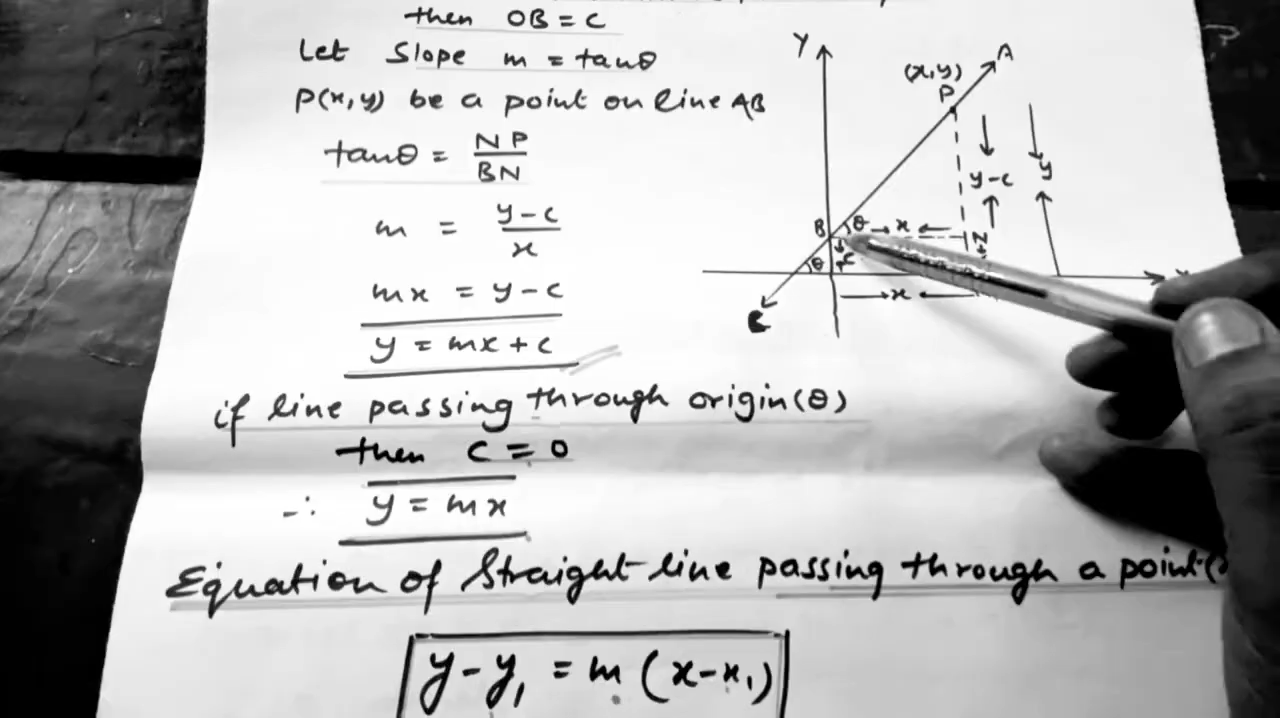 then OB = c
Let Slope m = tanθ
P(x,y) be a point on line AB
tanθ = NP/BN
m = y-c/x
mx = y-c
y = mx + c
if line passing through origin(θ)
then c = 0
∴ y = mx
Equation of Straight line passing through a point(
y - y₁ = m (x-x₁)
Y
A
(x,y)
P
y-c
y
B
θ
x
N
θ
c
x